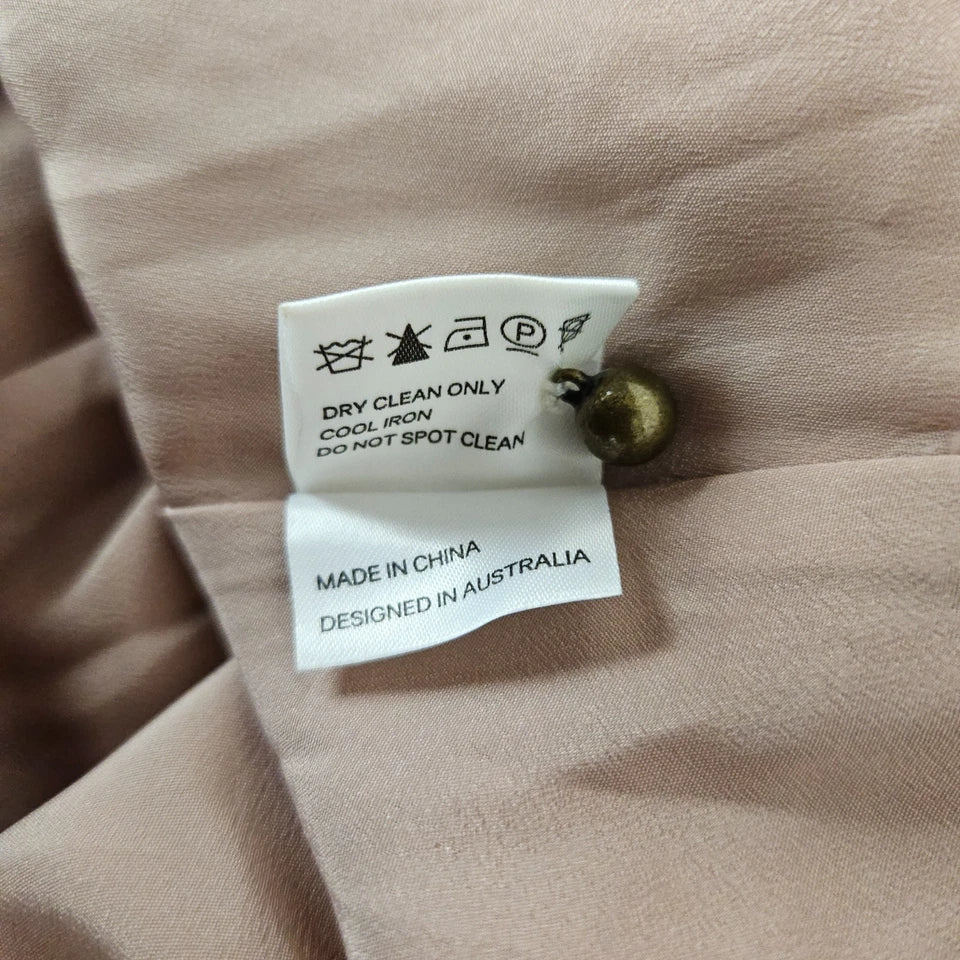 P
DRY CLEAN ONLY
COOL IRON
DO NOT SPOT CLEAN
MADE IN CHINA
DESIGNED IN AUSTRALIA